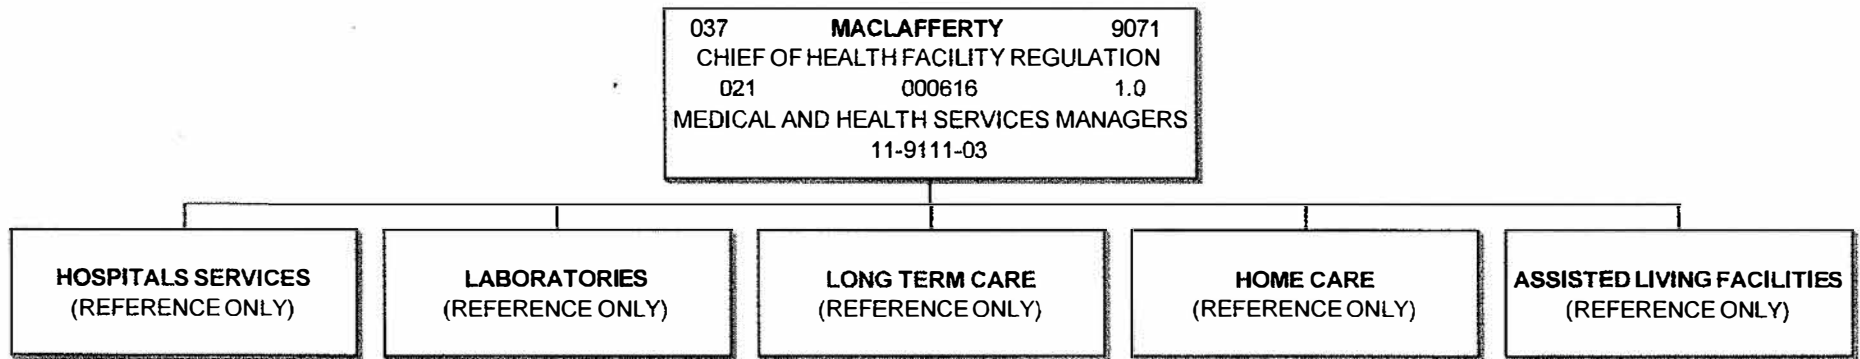 037 MACLAFFERTY 9071
CHIEF OF HEALTH FACILITY REGULATION
021 000616 1.0
MEDICAL AND HEALTH SERVICES MANAGERS
11-9111-03
HOSPITALS SERVICES
(REFERENCE ONLY)
LABORATORIES
(REFERENCE ONLY)
LONG TERM CARE
(REFERENCE ONLY)
HOME CARE
(REFERENCE ONLY)
ASSISTED LIVING FACILITIES
(REFERENCE ONLY)